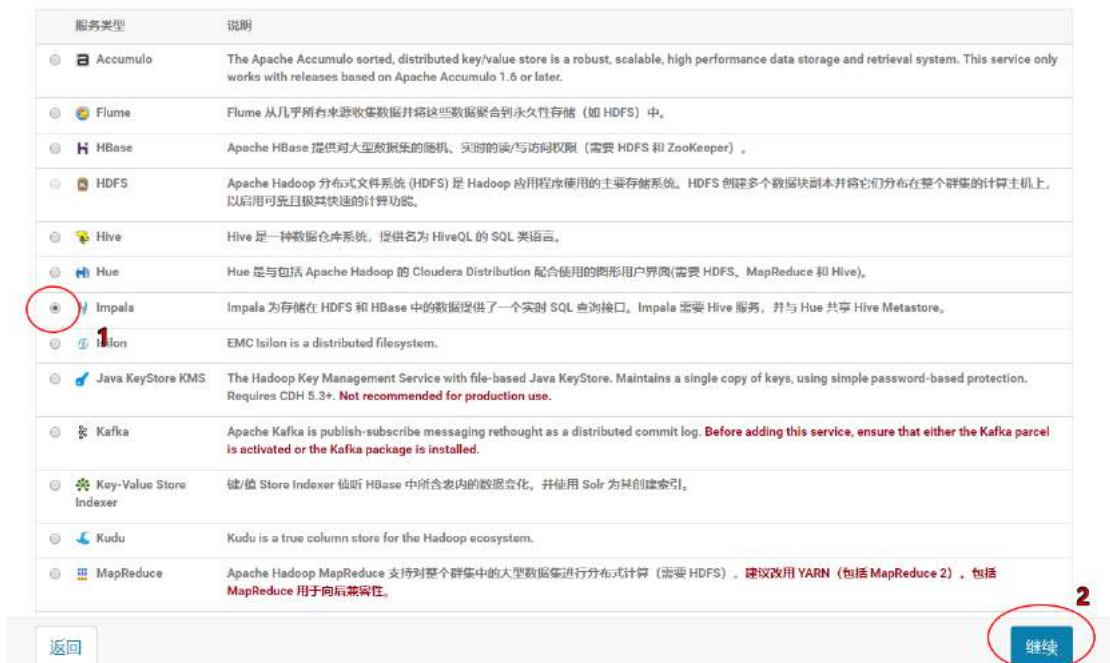 服务类型 说明
Accumulo The Apache Accumulo sorted, distributed key/value store is a robust, scalable, high performance data storage and retrieval system. This service only
works with releases based on Apache Accumulo 1.6 or later.
Flume Flume 从几乎所有来源收集数据并将这些数据聚合到永久性存储（如 HDFS）中。
HBase Apache HBase 提供对大型数据集的随机、实时的读/写访问权限（需要 HDFS 和 ZooKeeper）。
HDFS Apache Hadoop 分布式文件系统 (HDFS) 是 Hadoop 应用程序使用的主要存储系统。HDFS 创建多个数据块副本并将它们分布在整个群集的计算主机上，
以启用可靠且极其快速的计算功能。
Hive Hive 是一种数据仓库系统，提供名为 HiveQL 的 SQL 类语言。
Hue Hue 是与包括 Apache Hadoop 的 Cloudera Distribution 配合使用的图形用户界面(需要 HDFS、MapReduce 和 Hive)。
Impala Impala 为存储在 HDFS 和 HBase 中的数据提供了一个实时 SQL 查询接口。Impala 需要 Hive 服务，并与 Hue 共享 Hive Metastore。
1
Isilon EMC Isilon is a distributed filesystem.
Java KeyStore KMS The Hadoop Key Management Service with file-based Java KeyStore. Maintains a single copy of keys, using simple password-based protection.
Requires CDH 5.3+. Not recommended for production use.
Kafka Apache Kafka is publish-subscribe messaging rethought as a distributed commit log. Before adding this service, ensure that either the Kafka parcel
is activated or the Kafka package is installed.
Key-Value Store 键/值 Store Indexer 侦听 HBase 中所含表内的数据变化，并使用 Solr 为其创建索引。
Indexer
Kudu Kudu is a true column store for the Hadoop ecosystem.
MapReduce Apache Hadoop MapReduce 支持对整个群集中的大型数据集进行分布式计算（需要 HDFS）。建议改用 YARN（包括 MapReduce 2）。包括
MapReduce 用于向后兼容性。
2
返回 继续